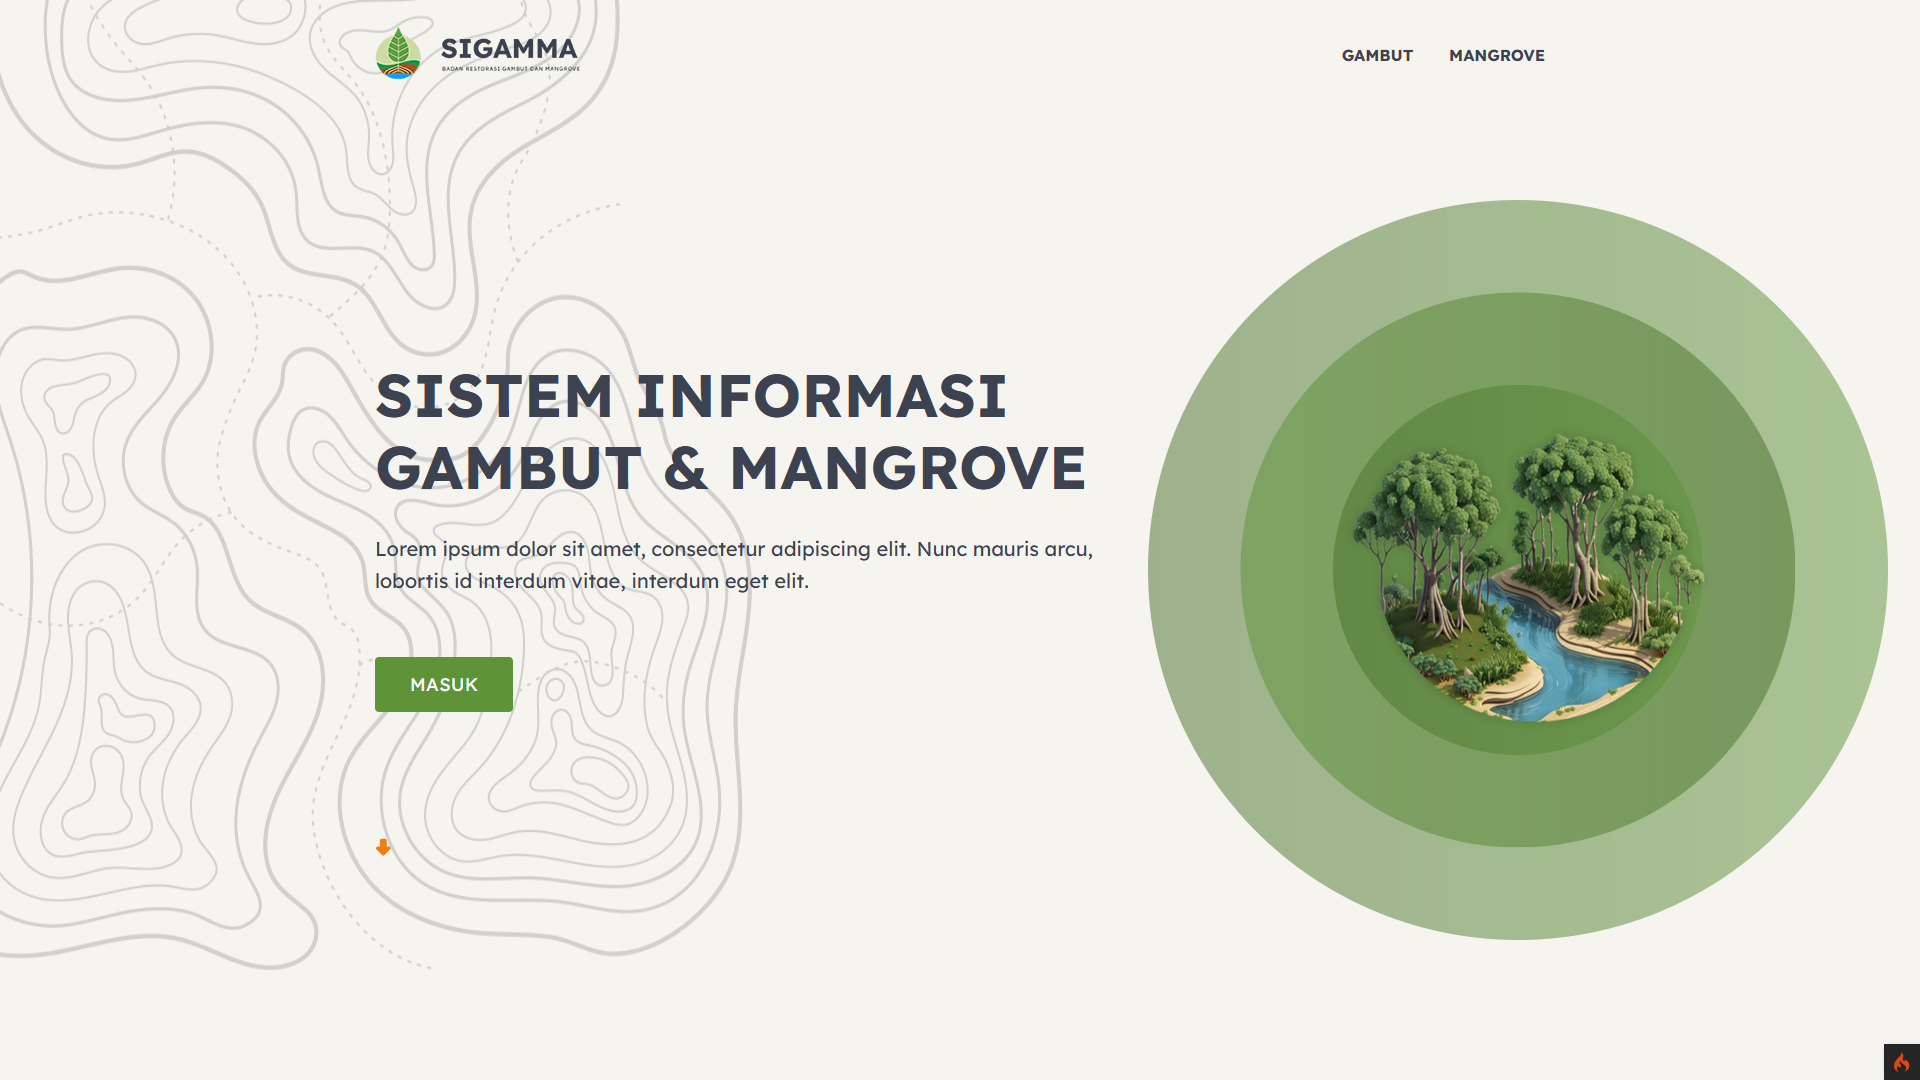 SIGAMMA
BADAN RESTORASI GAMBUT DAN MANGROVE
GAMBUT
MANGROVE
SISTEM INFORMASI
GAMBUT & MANGROVE
Lorem ipsum dolor sit amet, consectetur adipiscing elit. Nunc mauris arcu,
lobortis id interdum vitae, interdum eget elit.
MASUK